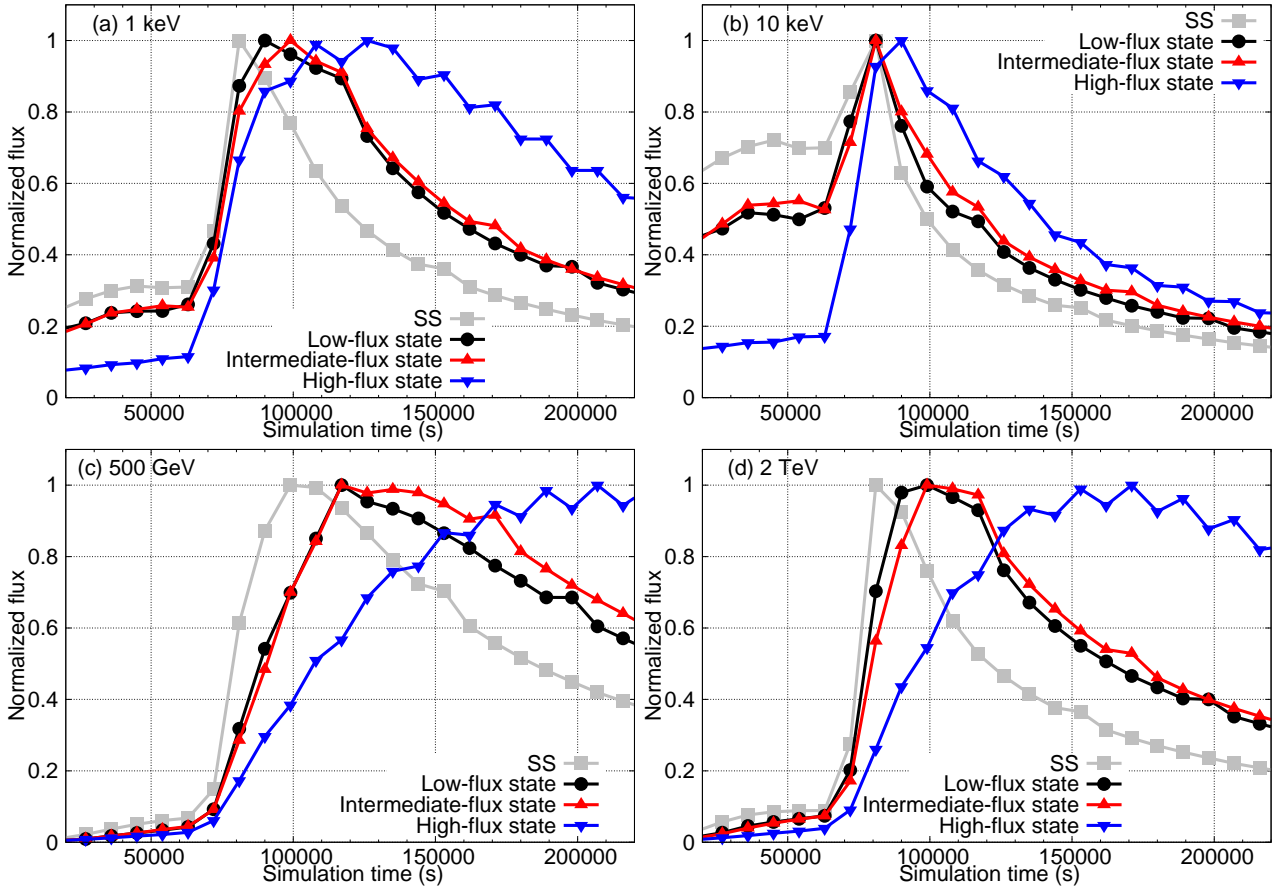 (a) 1 keV
1
0.8
0.6
0.4
0.2
0
Normalized flux
SS
Low-flux state
Intermediate-flux state
High-flux state
50000 100000 150000 200000
Simulation time (s)
(b) 10 keV
1
0.8
0.6
0.4
0.2
0
Normalized flux
SS
Low-flux state
Intermediate-flux state
High-flux state
50000 100000 150000 200000
Simulation time (s)
(c) 500 GeV
1
0.8
0.6
0.4
0.2
0
Normalized flux
SS
Low-flux state
Intermediate-flux state
High-flux state
50000 100000 150000 200000
Simulation time (s)
(d) 2 TeV
1
0.8
0.6
0.4
0.2
0
Normalized flux
SS
Low-flux state
Intermediate-flux state
High-flux state
50000 100000 150000 200000
Simulation time (s)